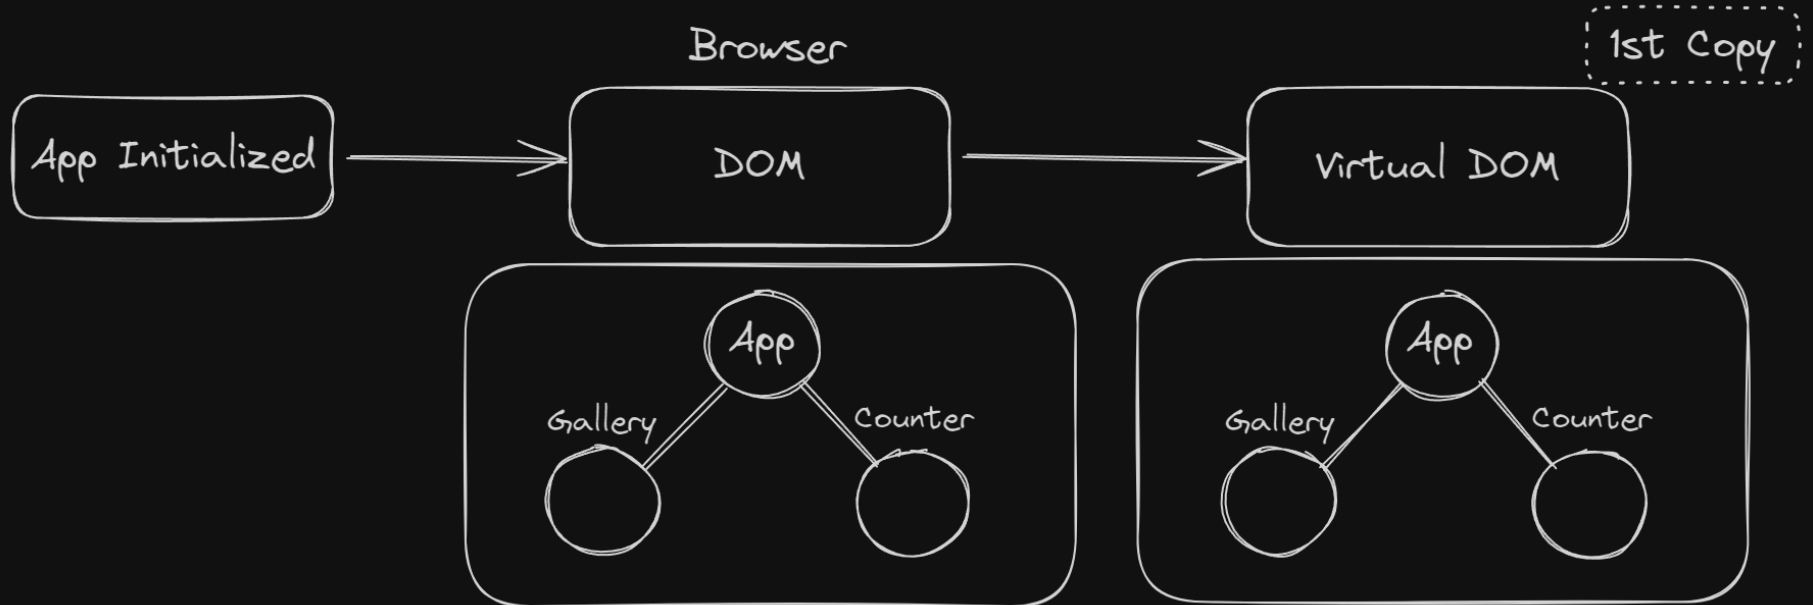 Browser
1st Copy
App Initialized
DOM
Virtual DOM
App
Gallery
Counter
App
Gallery
Counter